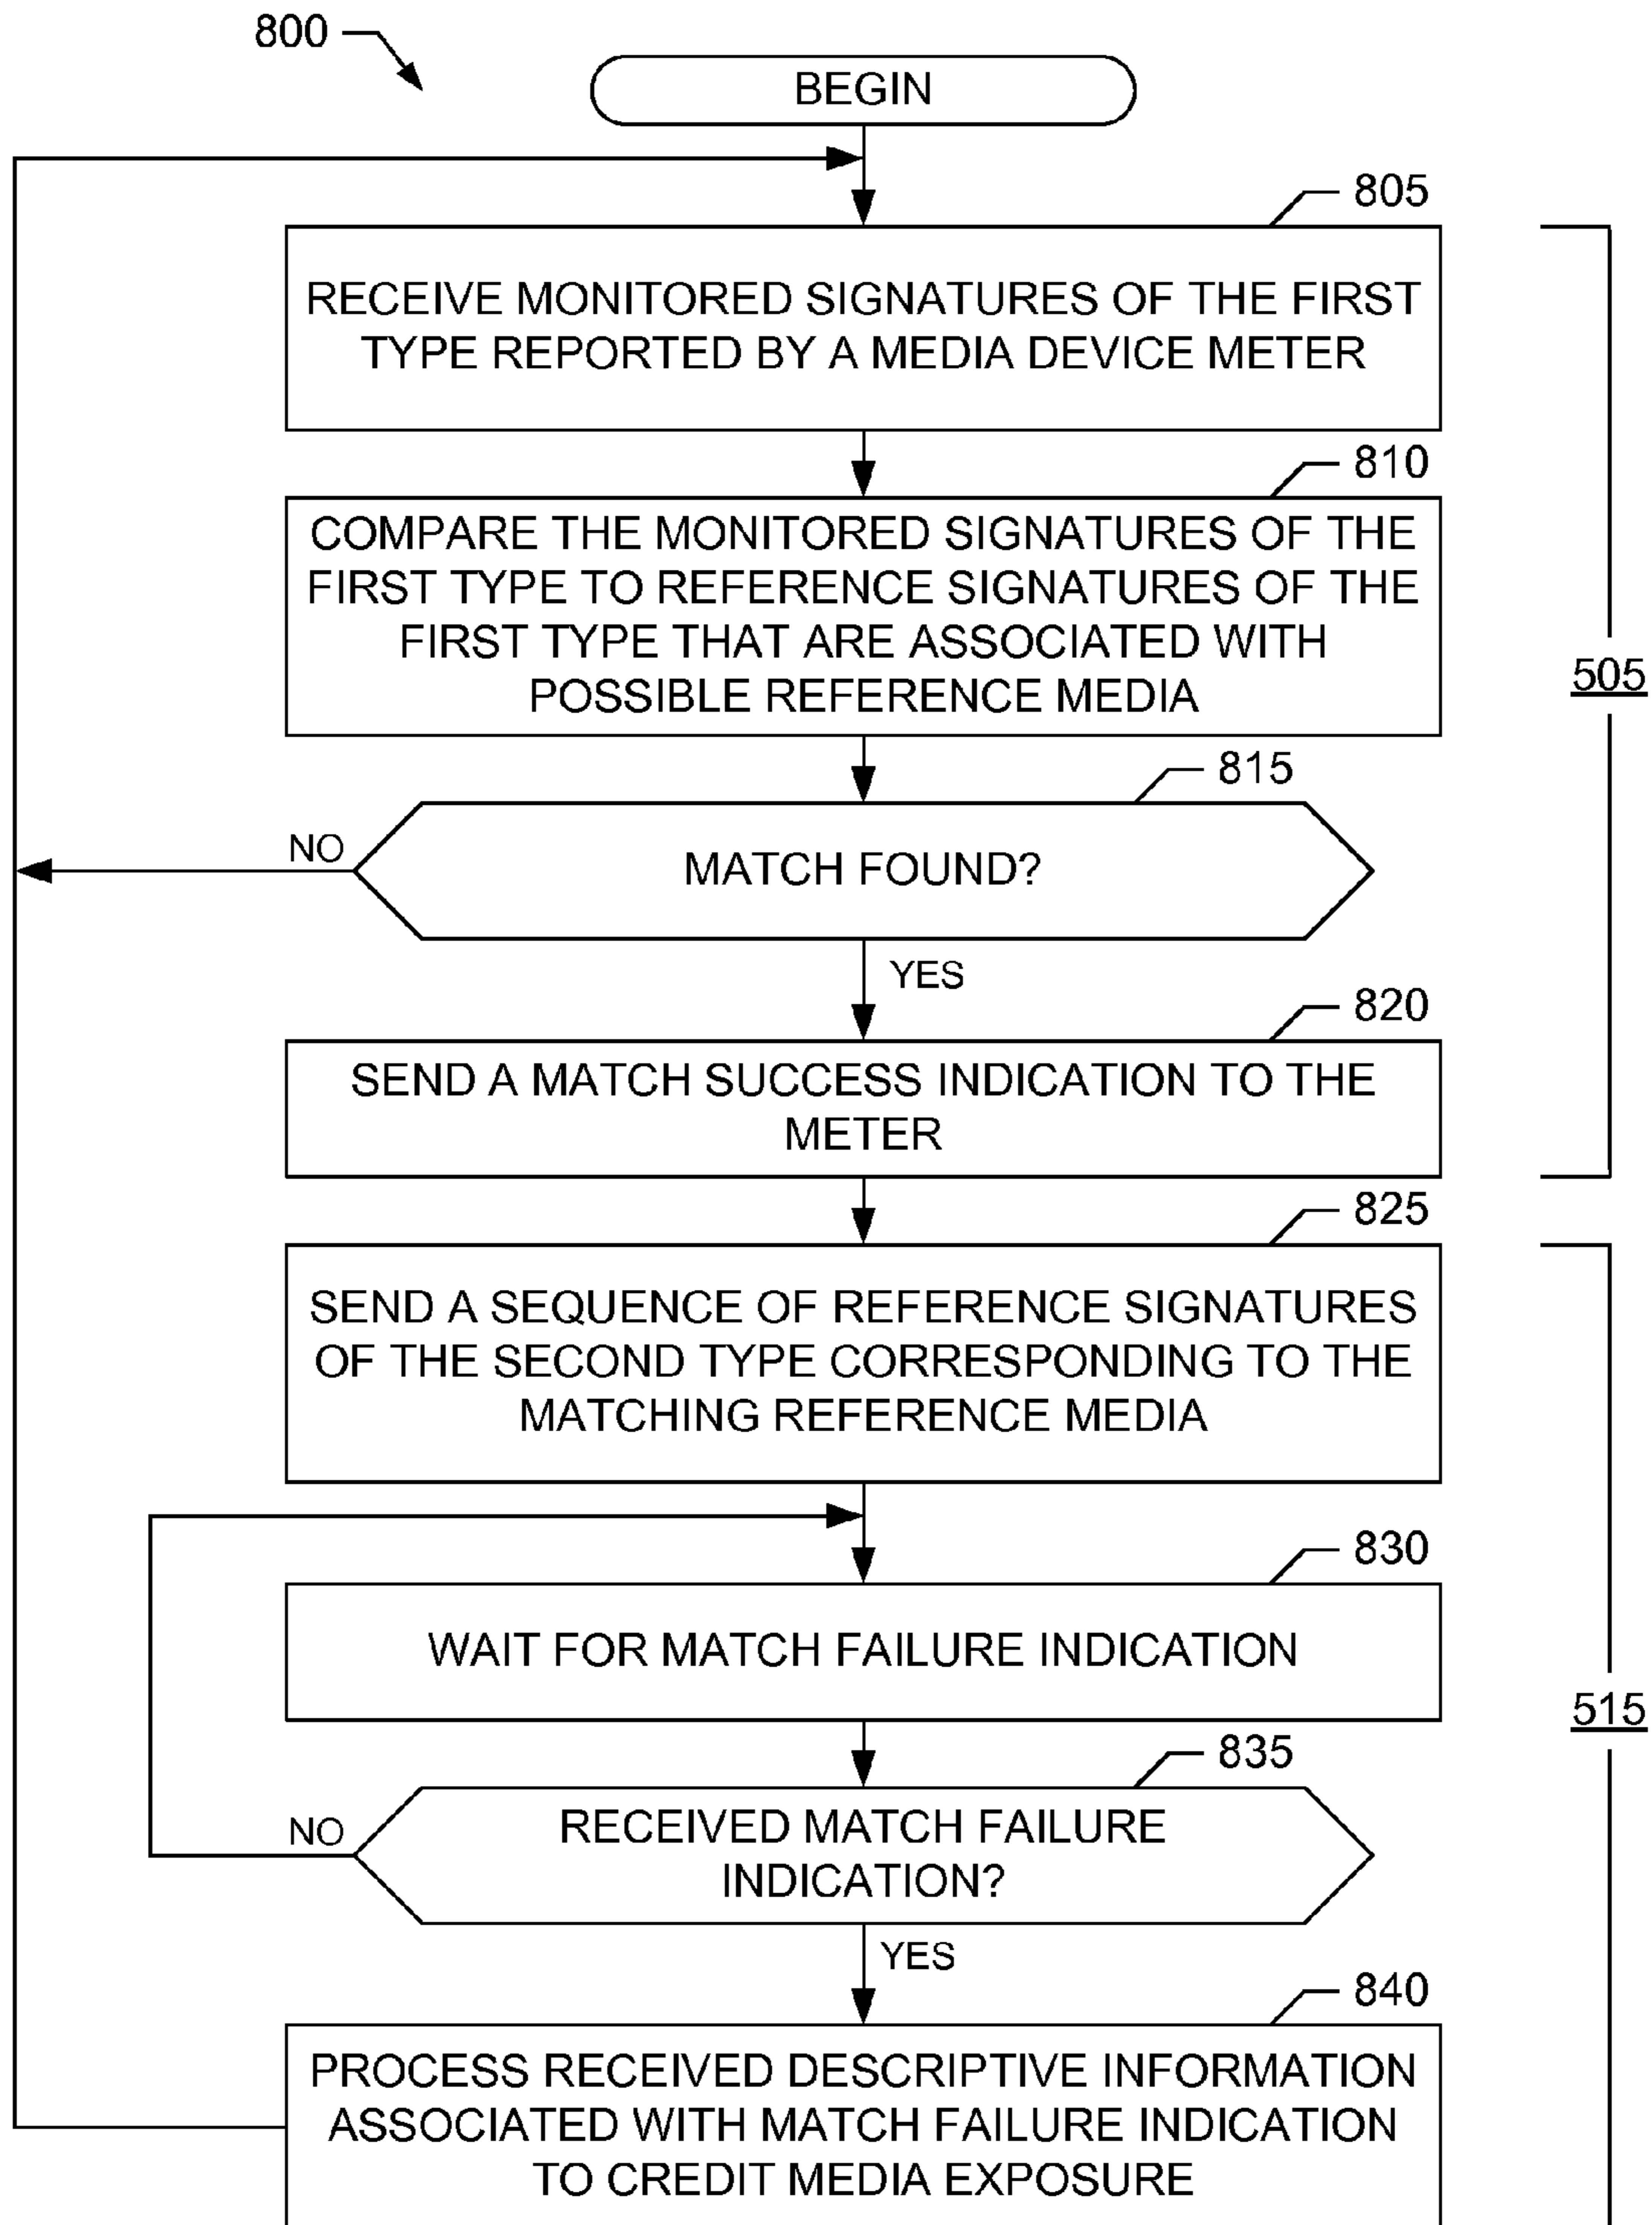 800
BEGIN
805
RECEIVE MONITORED SIGNATURES OF THE FIRST
TYPE REPORTED BY A MEDIA DEVICE METER
810
COMPARE THE MONITORED SIGNATURES OF THE
FIRST TYPE TO REFERENCE SIGNATURES OF THE
FIRST TYPE THAT ARE ASSOCIATED WITH
POSSIBLE REFERENCE MEDIA
505
815
NO
MATCH FOUND?
YES
820
SEND A MATCH SUCCESS INDICATION TO THE
METER
825
SEND A SEQUENCE OF REFERENCE SIGNATURES
OF THE SECOND TYPE CORRESPONDING TO THE
MATCHING REFERENCE MEDIA
830
WAIT FOR MATCH FAILURE INDICATION
515
835
NO
RECEIVED MATCH FAILURE
INDICATION?
YES
840
PROCESS RECEIVED DESCRIPTIVE INFORMATION
ASSOCIATED WITH MATCH FAILURE INDICATION
TO CREDIT MEDIA EXPOSURE